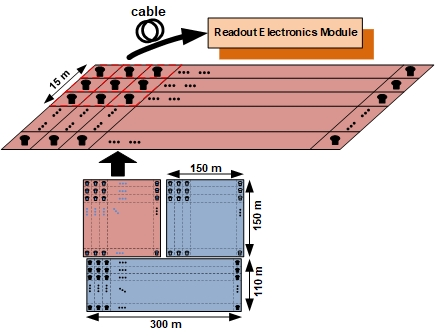 cable
Readout Electronics Module
15 m
150 m
150 m
110 m
300 m